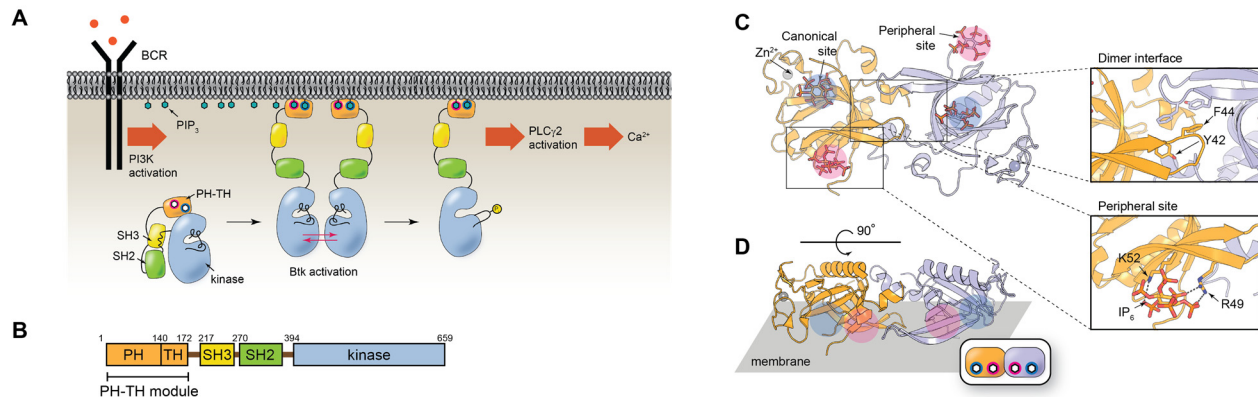 A
BCR
PIP3
PI3K
activation
PH-TH
SH3
SH2
kinase
Btk activation
PLCγ2
activation
Ca2+
P
B
1 140 172 217 270 394 659
PH TH SH3 SH2 kinase
PH-TH module
C
Zn2+
Canonical
site
Peripheral
site
Dimer interface
F44
Y42
Peripheral site
K52
IP6
R49
D
90°
membrane